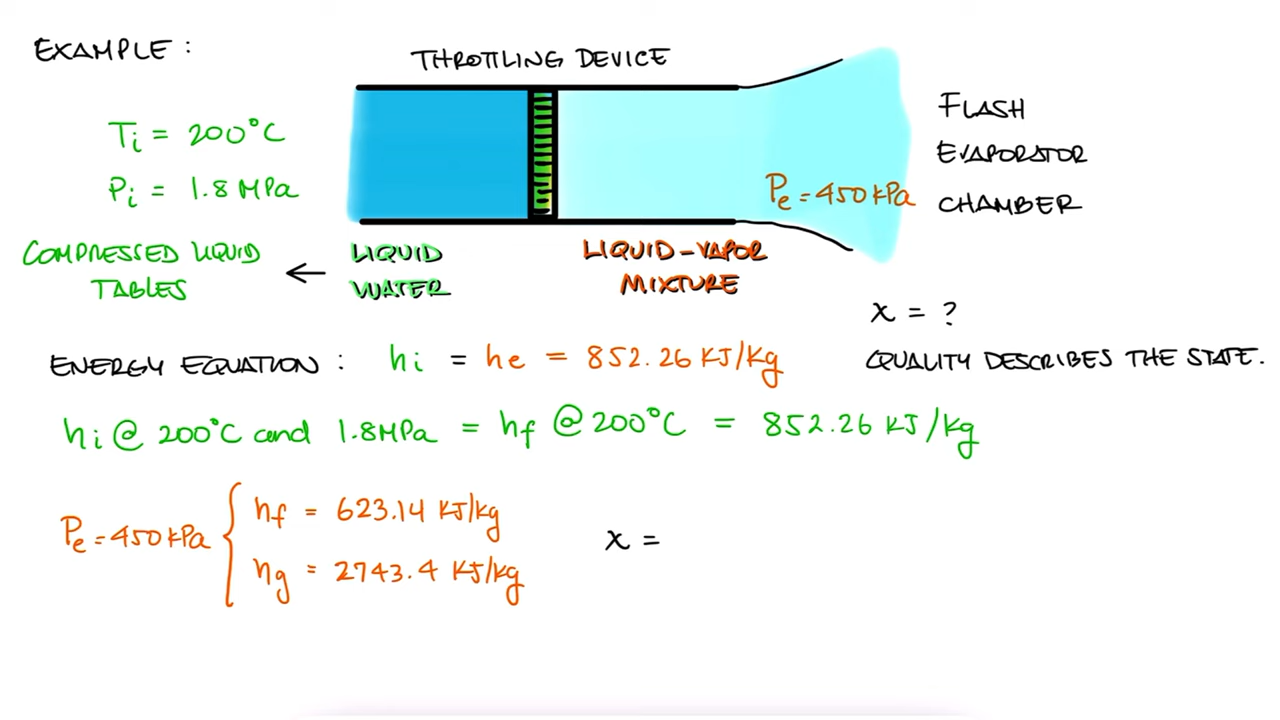 EXAMPLE :
THROTTLING DEVICE
Ti = 200°C
Pi = 1.8 MPa
COMPRESSED LIQUID
TABLES
LIQUID
WATER
LIQUID-VAPOR
MIXTURE
Pe = 450 kPa
FLASH
EVAPORATOR
CHAMBER
x = ?
QUALITY DESCRIBES THE STATE.
ENERGY EQUATION : hi = he = 852.26 KJ/kg
hi @ 200°C and 1.8MPa = hf @ 200°C = 852.26 KJ/kg
Pe = 450 kPa
hf = 623.14 KJ/kg
hg = 2743.4 KJ/kg
x =